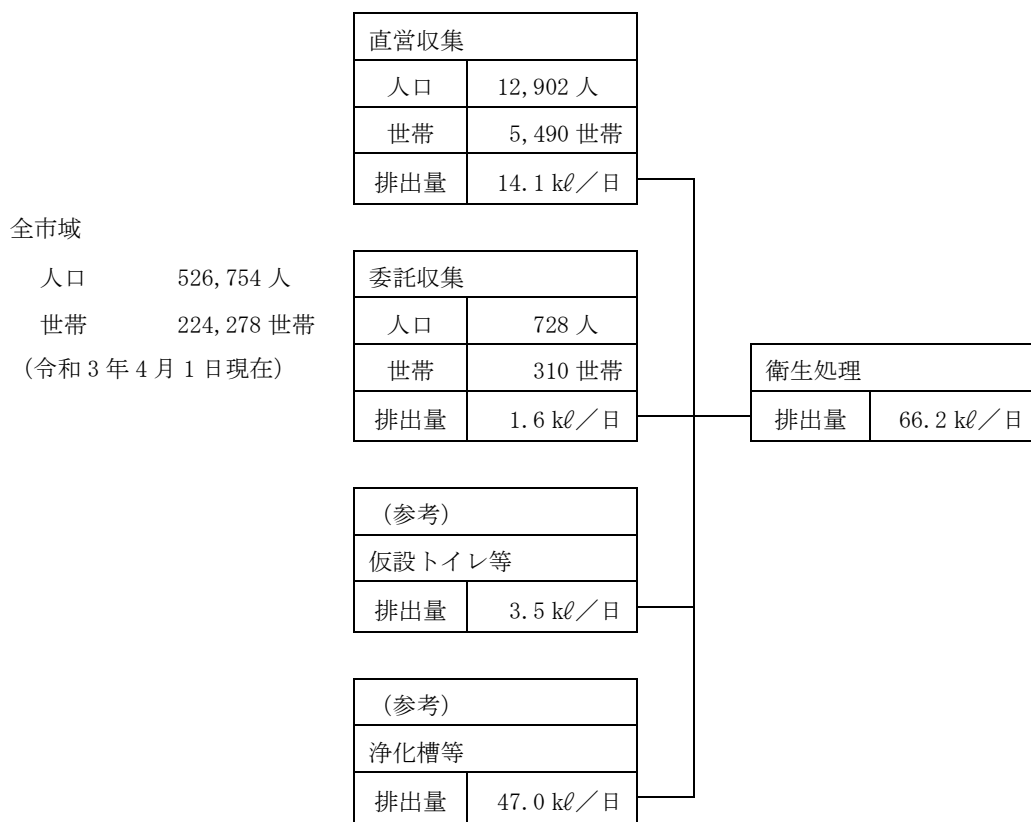 直営収集
人口 12,902 人
世帯 5,490 世帯
排出量 14.1 kℓ／日
全市域
人口 526,754 人
世帯 224,278 世帯
（令和 3 年 4 月 1 日現在）
委託収集
人口 728 人
世帯 310 世帯
排出量 1.6 kℓ／日
衛生処理
排出量 66.2 kℓ／日
（参考）
仮設トイレ等
排出量 3.5 kℓ／日
（参考）
浄化槽等
排出量 47.0 kℓ／日